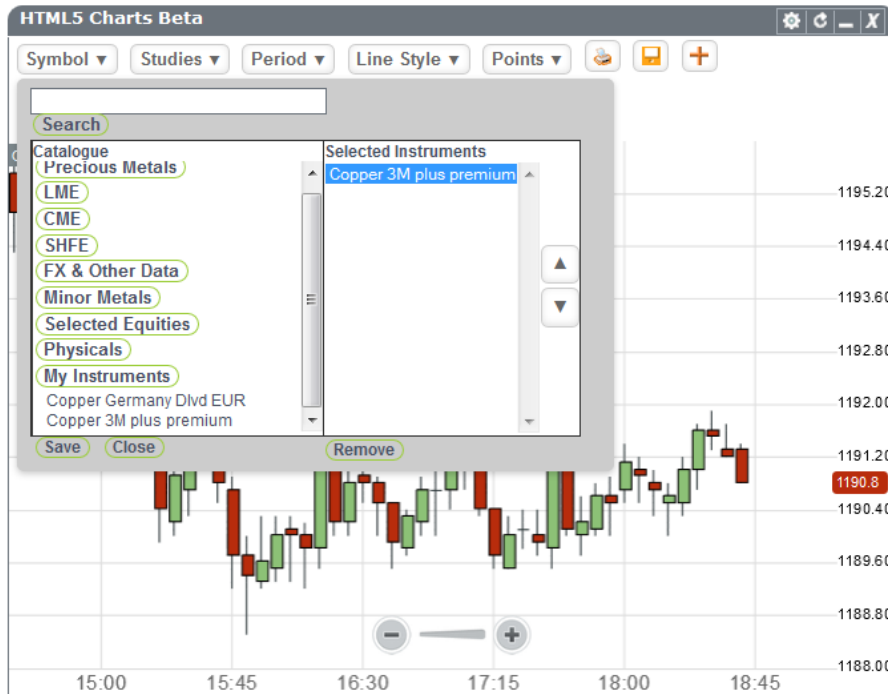 HTML5 Charts Beta
X
Symbol ▼ Studies ▼ Period ▼ Line Style ▼ Points ▼
Search
Catalogue
Selected Instruments
Precious Metals
LME
CME
SHFE
FX & Other Data
Minor Metals
Selected Equities
Physicals
My Instruments
Copper Germany Dlvd EUR
Copper 3M plus premium
Copper 3M plus premium
Save Close
Remove
1195.20
1194.40
1193.60
1192.80
1192.00
1191.20
1190.8
1190.40
1189.60
1188.80
1188.00
15:00 15:45 16:30 17:15 18:00 18:45